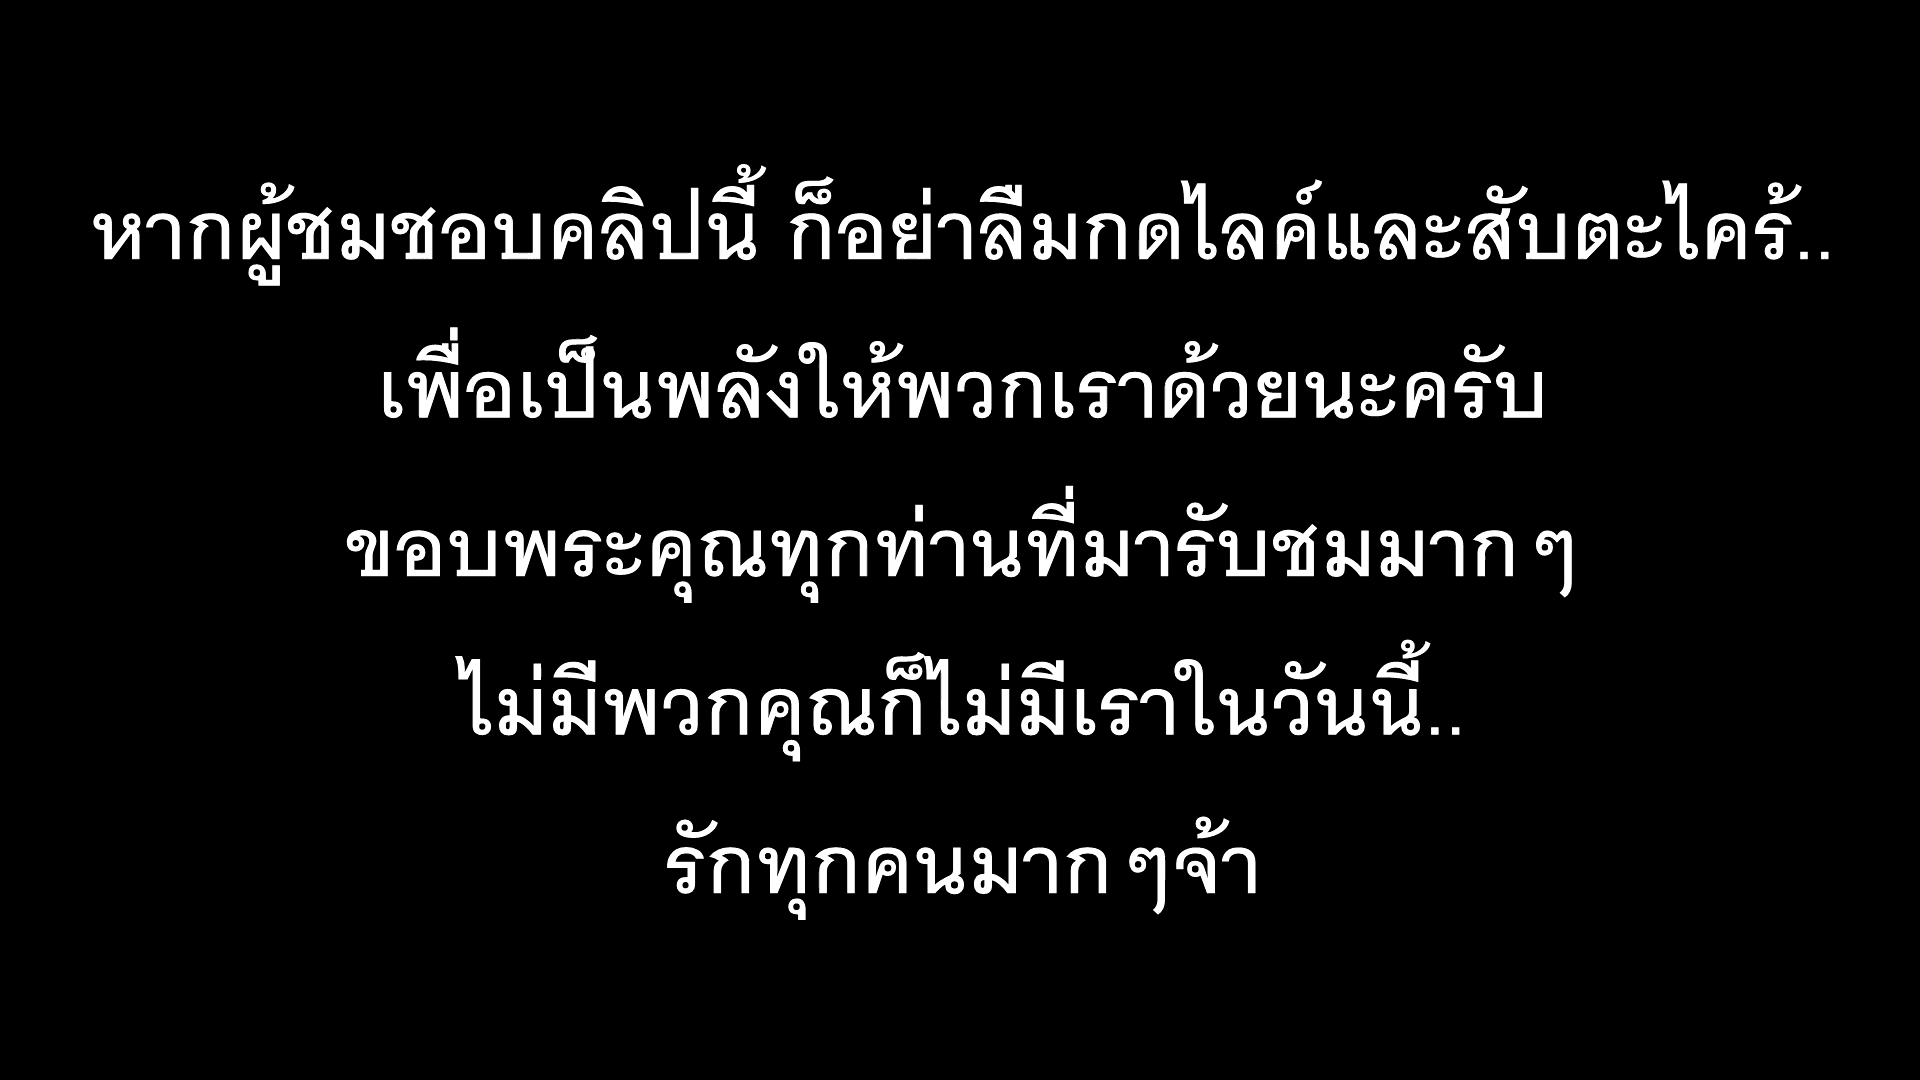 หากผู้ชมชอบคลิปนี้ ก็อย่าลืมกดไลค์และสับตะไคร้..
เพื่อเป็นพลังให้พวกเราด้วยนะครับ
ขอบพระคุณทุกท่านที่มารับชมมาก ๆ
ไม่มีพวกคุณก็ไม่มีเราในวันนี้..
รักทุกคนมาก ๆจ้า